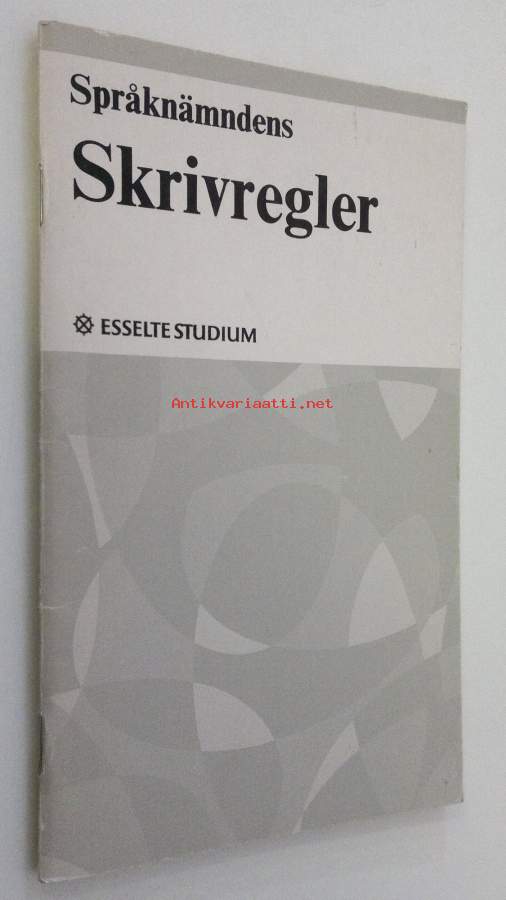 Språknämndens
Skrivregler
ESSELTE STUDIUM
Antikvariaatti.net